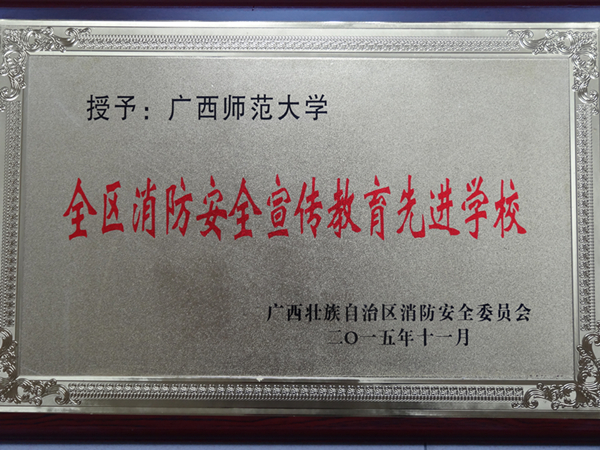 授予：广西师范大学
全区消防安全宣传教育先进学校
广西壮族自治区消防安全委员会
二〇一五年十一月